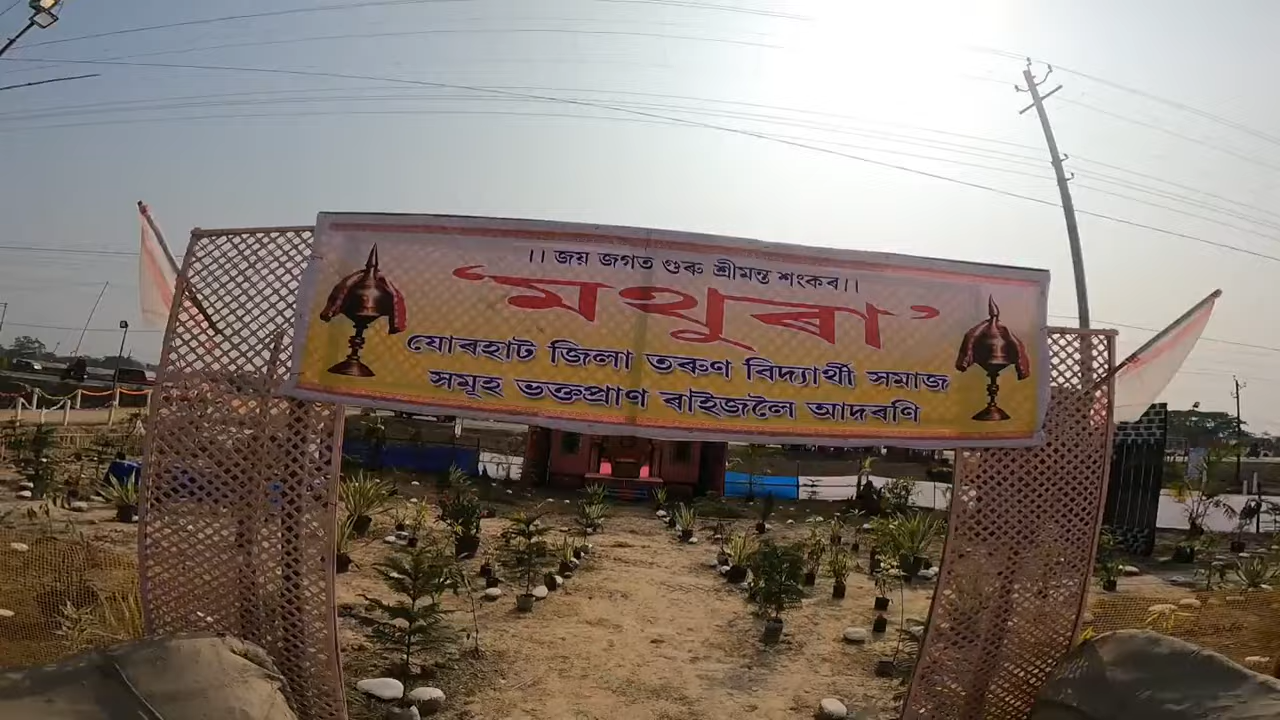 ।। জয় জগত গুৰু শ্ৰীমন্ত শংকৰ।।
‘মথুৰা’
যোৰহাট জিলা তৰুণ বিদ্যাৰ্থী সমাজ
সমূহ ভক্তপ্ৰাণ ৰাইজলৈ আদৰণি